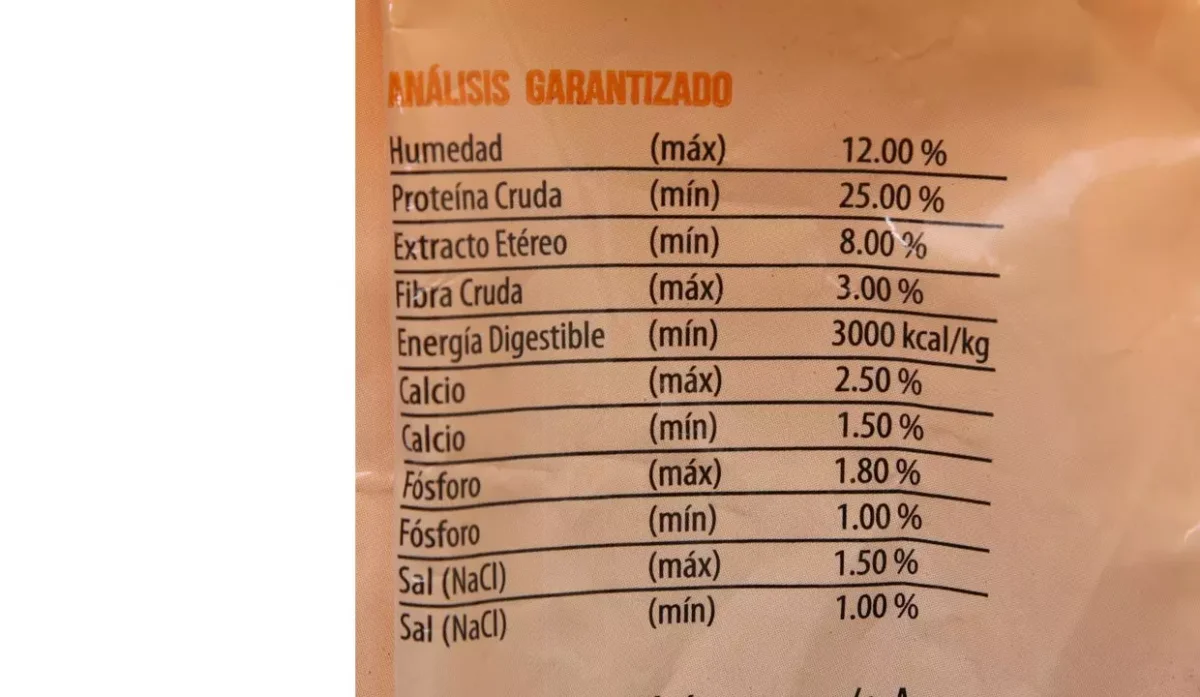 ANÁLISIS GARANTIZADO
Humedad (máx) 12.00 %
Proteína Cruda (mín) 25.00 %
Extracto Etéreo (mín) 8.00 %
Fibra Cruda (máx) 3.00 %
Energía Digestible (mín) 3000 kcal/kg
Calcio (máx) 2.50 %
Calcio (mín) 1.50 %
Fósforo (máx) 1.80 %
Fósforo (mín) 1.00 %
Sal (NaCl) (máx) 1.50 %
Sal (NaCl) (mín) 1.00 %